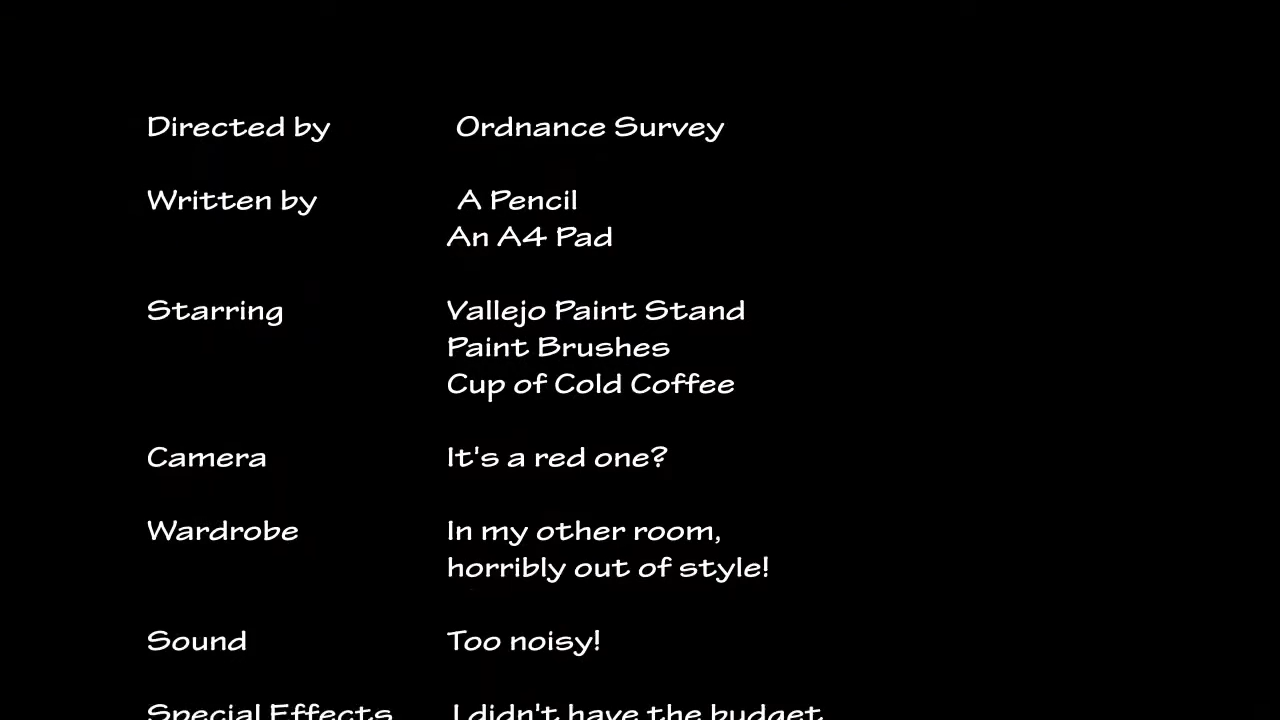 Directed by Ordnance Survey
Written by A Pencil
An A4 Pad
Starring Vallejo Paint Stand
Paint Brushes
Cup of Cold Coffee
Camera It's a red one?
Wardrobe In my other room,
horribly out of style!
Sound Too noisy!
Special Effects I didn't have the budget